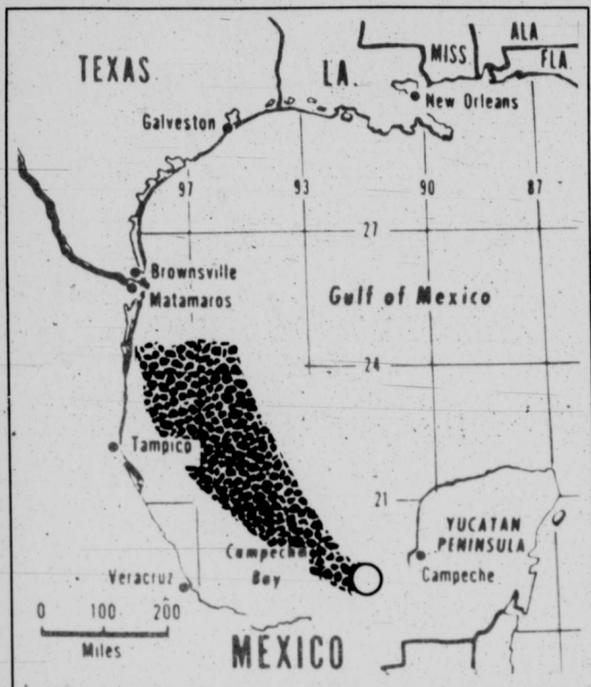 ALA.
MISS.
FLA.
TEXAS
LA.
New Orleans
Galveston
97
93
90
87
27
Brownsville
Matamaros
Gulf of Mexico
24
Tampico
21
YUCATAN
PENINSULA
Campeche
Bay
Campeche
Veracruz
0 100 200
Miles
MEXICO